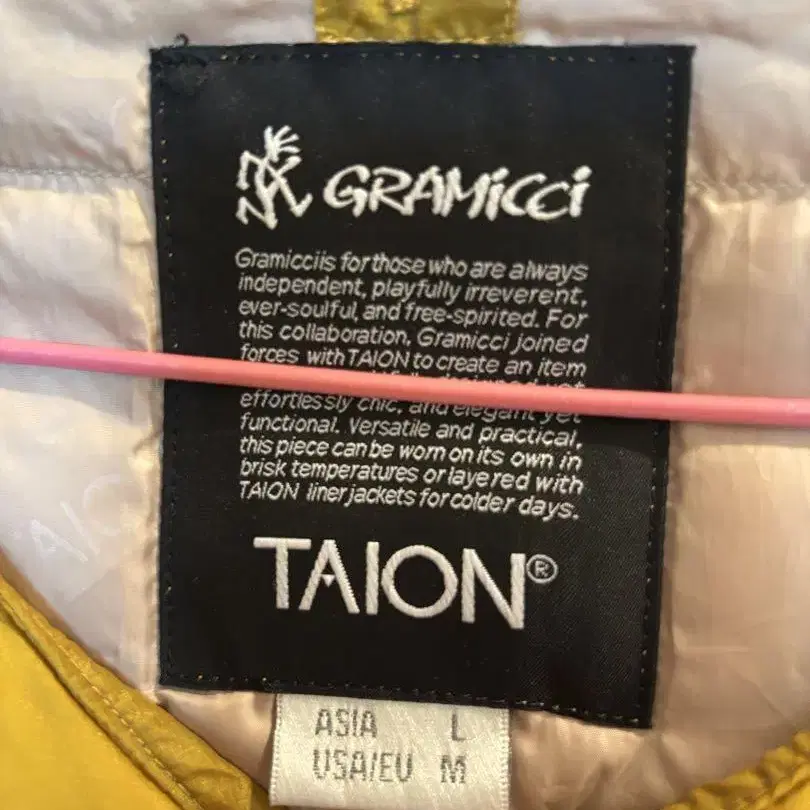 GRAMiCCi
Gramicci is for those who are always
independent, playfully irreverent,
ever-soulful, and free-spirited. For
this collaboration, Gramicci joined
forces with TAION to create an item
effortlessly chic, and elegant yet
functional. Versatile and practical,
this piece can be worn on its own in
brisk temperatures or layered with
TAION liner jackets for colder days.
TAION®
ASIA L
USA/EU M